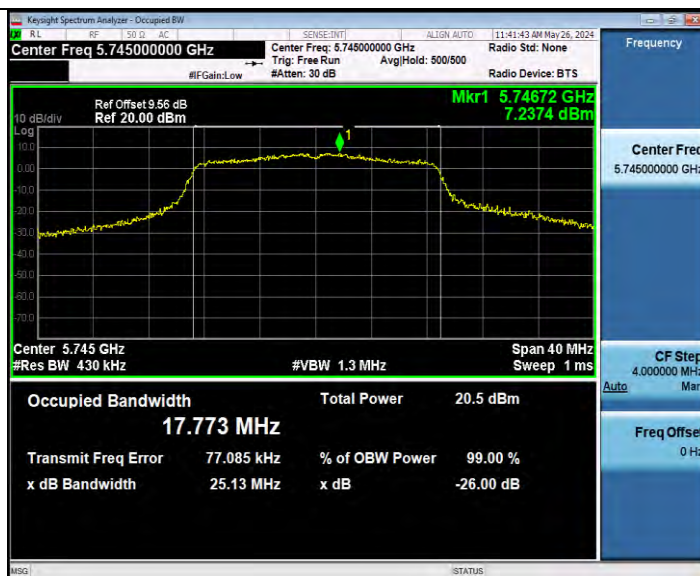 Keysight Spectrum Analyzer - Occupied BW
RL RF 50 Ω AC SENSE:INT ALIGN AUTO 11:41:43 AM May 26, 2024
Center Freq 5.745000000 GHz
Center Freq: 5.745000000 GHz Radio Std: None
Trig: Free Run Avg|Hold: 500/500
#IFGain:Low #Atten: 30 dB Radio Device: BTS
Frequency
Mkr1 5.74672 GHz
7.2374 dBm
Ref Offset 9.56 dB
10 dB/div Ref 20.00 dBm
Log
1
10.0
0.00
-10.0
-20.0
-30.0
-40.0
-50.0
-60.0
-70.0
Center 5.745 GHz Span 40 MHz
#Res BW 430 kHz #VBW 1.3 MHz Sweep 1 ms
Center Freq
5.745000000 GHz
CF Step
4.000000 MHz
Auto Man
Freq Offset
0 Hz
Occupied Bandwidth Total Power 20.5 dBm
17.773 MHz
Transmit Freq Error 77.085 kHz % of OBW Power 99.00 %
x dB Bandwidth 25.13 MHz x dB -26.00 dB
MSG STATUS